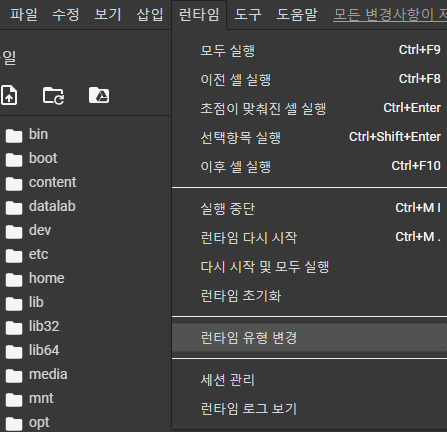 파일 수정 보기 삽입 런타임 도구 도움말 모든 변경사항이 저
일
모두 실행 Ctrl+F9
이전 셀 실행 Ctrl+F8
초점이 맞춰진 셀 실행 Ctrl+Enter
선택항목 실행 Ctrl+Shift+Enter
이후 셀 실행 Ctrl+F10
실행 중단 Ctrl+M I
런타임 다시 시작 Ctrl+M .
다시 시작 및 모두 실행
런타임 초기화
런타임 유형 변경
세션 관리
런타임 로그 보기
bin
boot
content
datalab
dev
etc
home
lib
lib32
lib64
media
mnt
opt